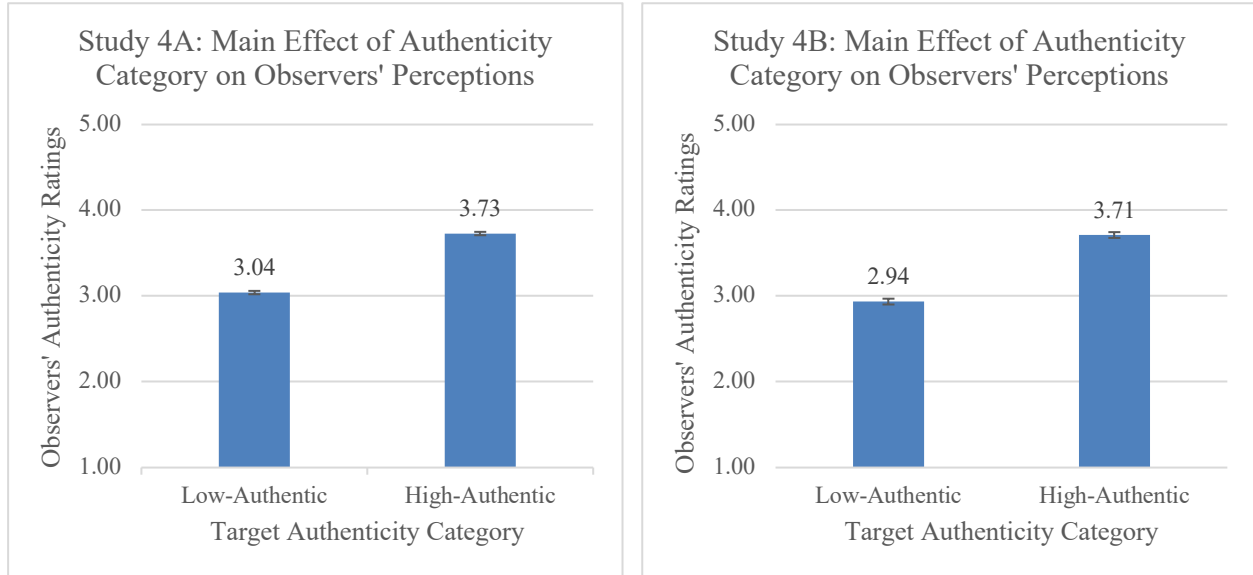 Study 4A: Main Effect of Authenticity
Category on Observers' Perceptions
Observers' Authenticity Ratings
5.00
4.00
3.00
2.00
1.00
3.04
3.73
Low-Authentic
High-Authentic
Target Authenticity Category
Study 4B: Main Effect of Authenticity
Category on Observers' Perceptions
Observers' Authenticity Ratings
5.00
4.00
3.00
2.00
1.00
2.94
3.71
Low-Authentic
High-Authentic
Target Authenticity Category